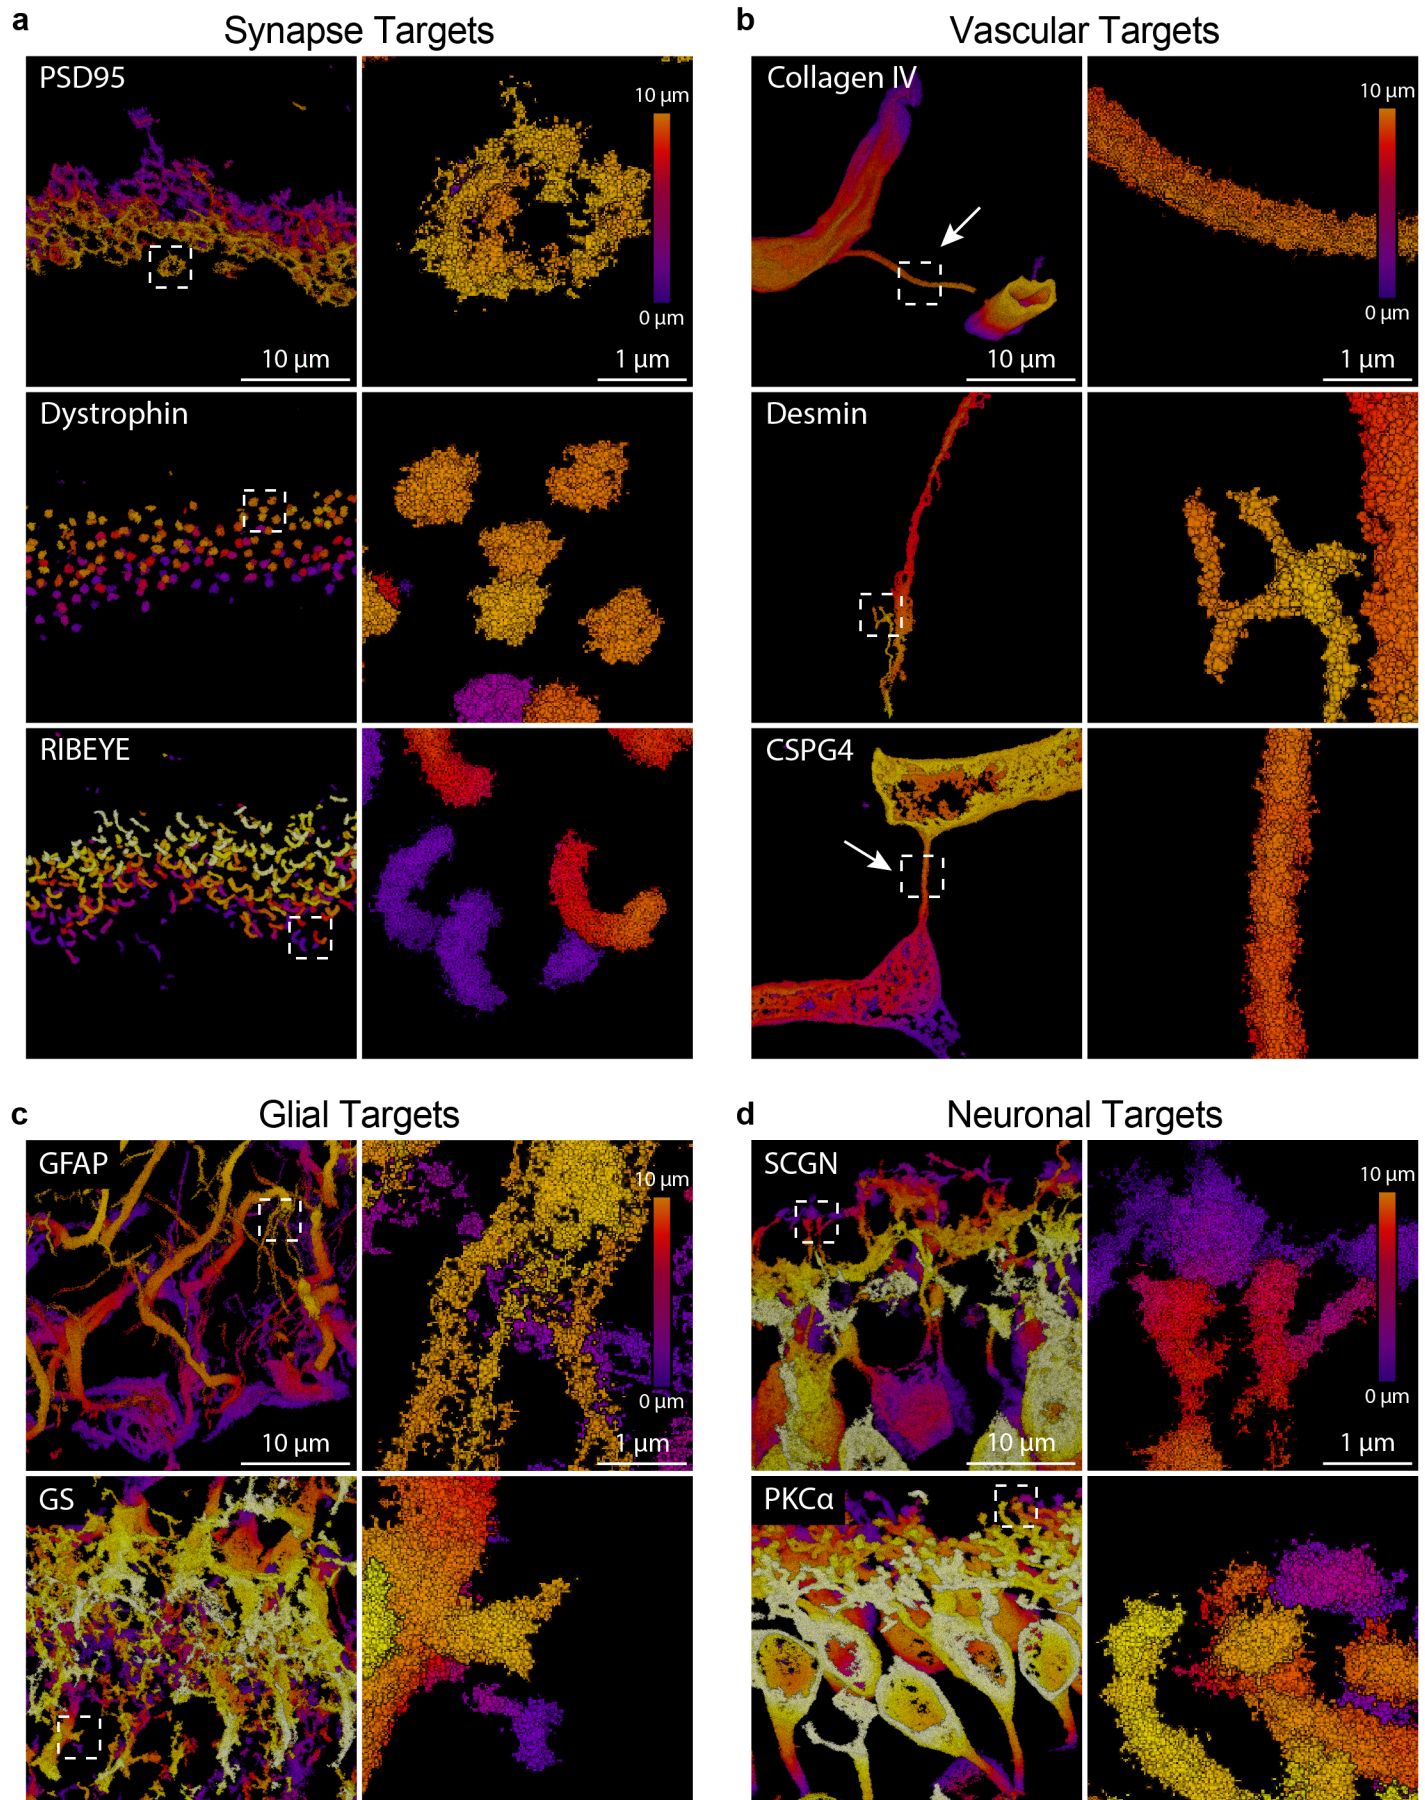 a
Synapse Targets
PSD95
10 µm
0 µm
10 µm
1 µm
Dystrophin
RIBEYE
b
Vascular Targets
Collagen IV
10 µm
0 µm
10 µm
1 µm
Desmin
CSPG4
c
Glial Targets
GFAP
10 µm
0 µm
10 µm
1 µm
GS
d
Neuronal Targets
SCGN
10 µm
0 µm
10 µm
1 µm
PKCα